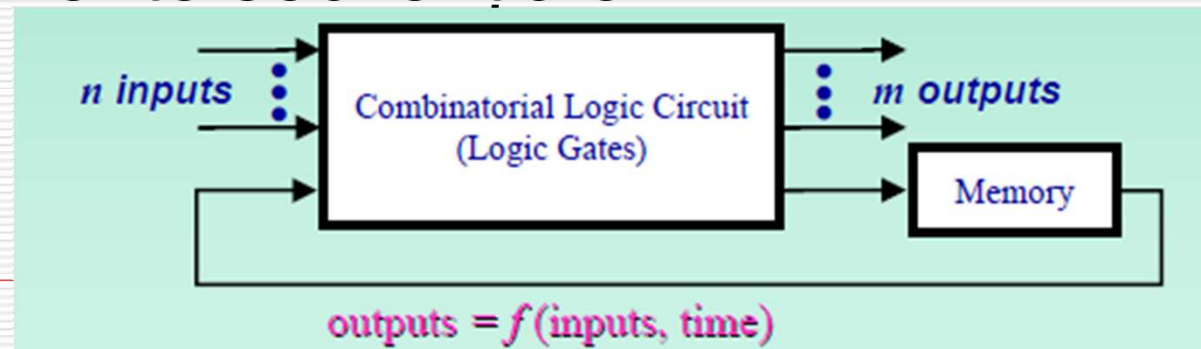 n inputs
Combinatorial Logic Circuit
(Logic Gates)
m outputs
Memory
outputs = f (inputs, time)